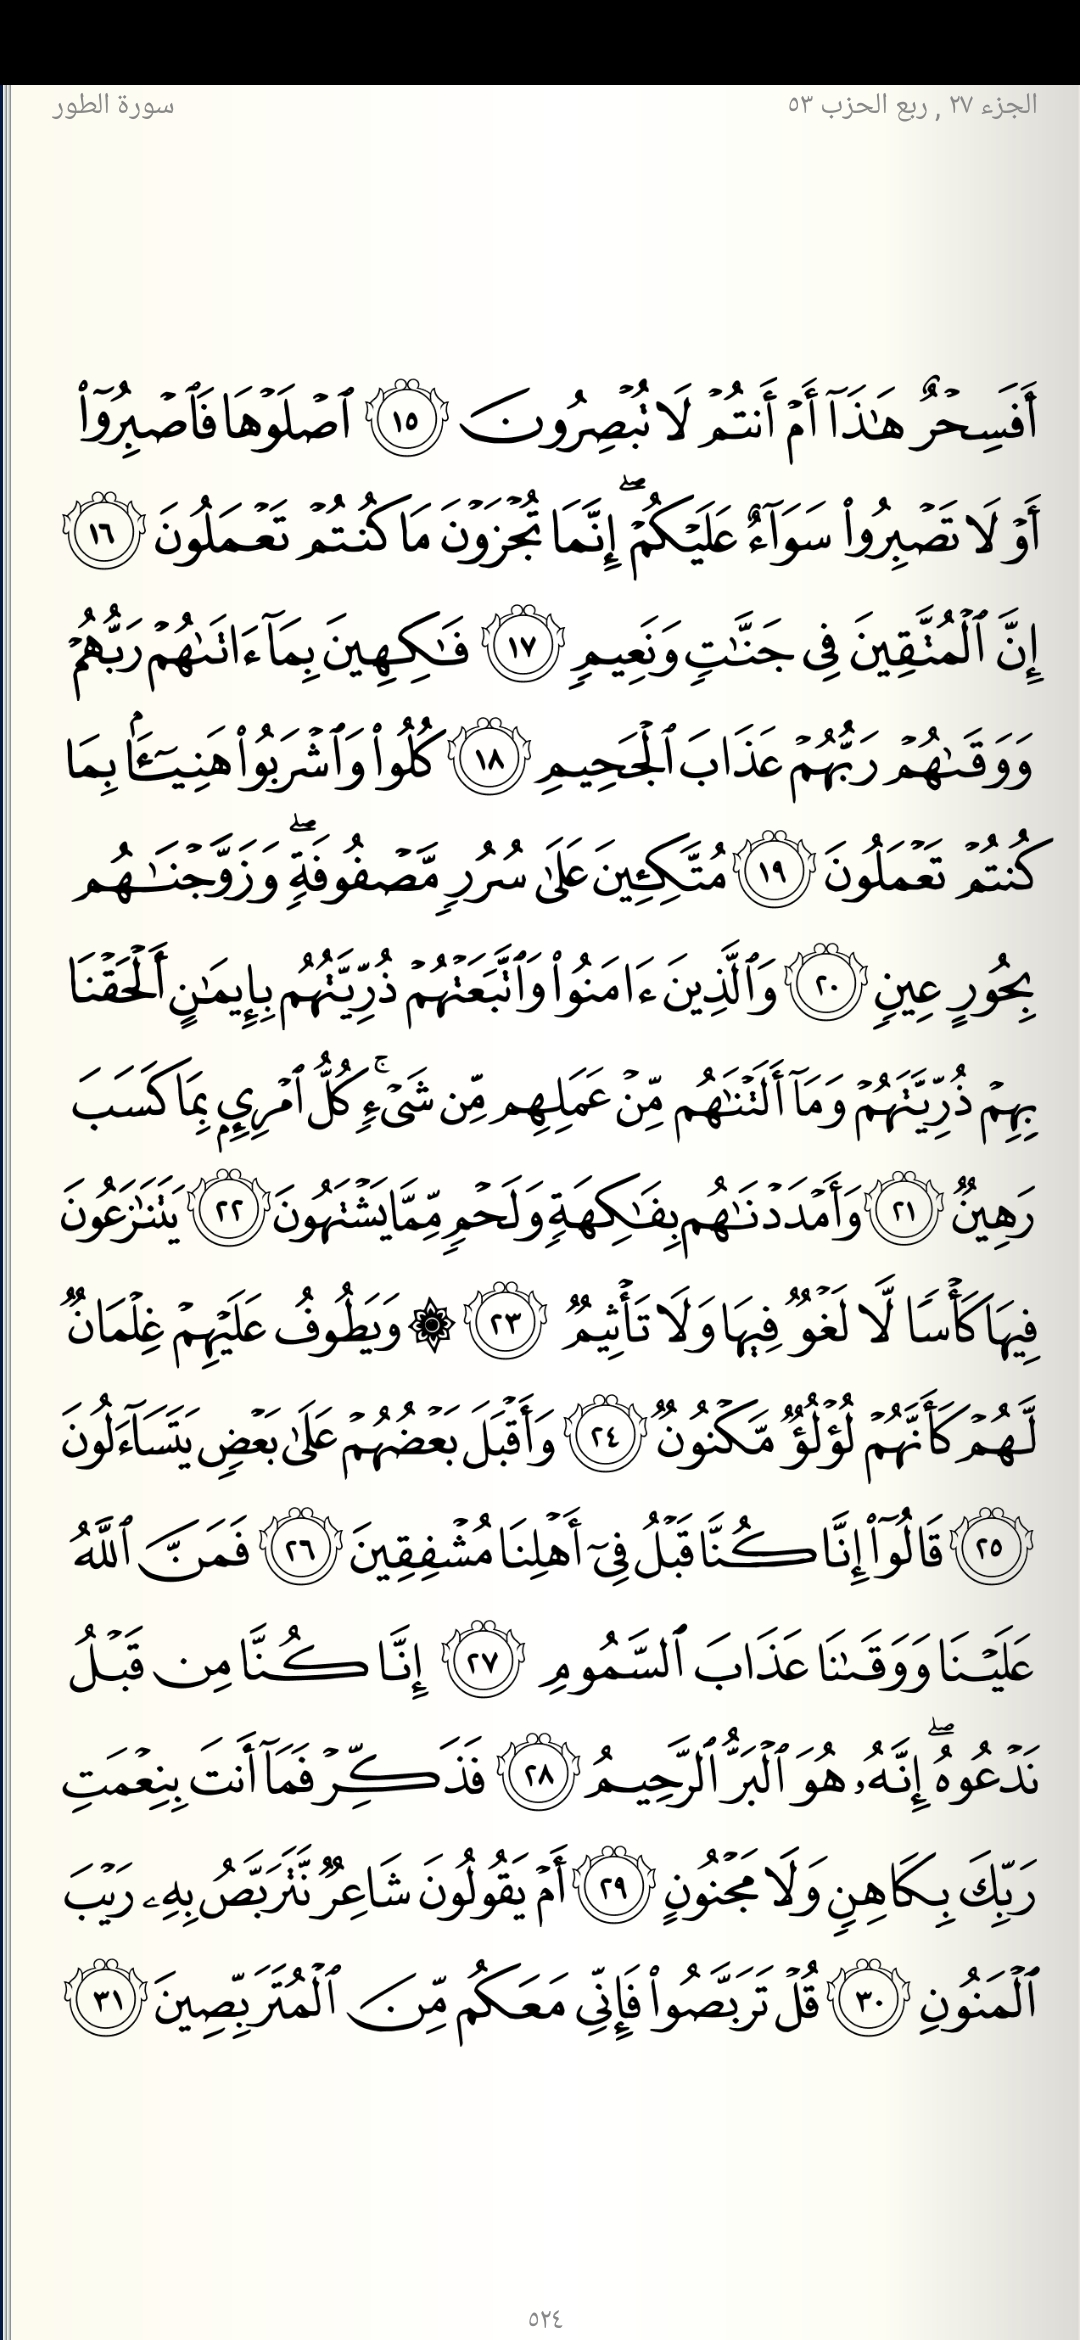 سورة الطور
الجزء ٢٧ , ربع الحزب ٥٣
أَفَسِحۡرٌ هَٰذَآ أَمۡ أَنتُمۡ لَا تُبۡصِرُونَ ١٥ ٱصۡلَوۡهَا فَٱصۡبِرُوٓاْ
أَوۡ لَا تَصۡبِرُواْ سَوَآءٌ عَلَيۡكُمۡۖ إِنَّمَا تُجۡزَوۡنَ مَا كُنتُمۡ تَعۡمَلُونَ ١٦
إِنَّ ٱلۡمُتَّقِينَ فِي جَنَّٰتٖ وَنَعِيمٖ ١٧ فَٰكِهِينَ بِمَآ ءَاتَىٰهُمۡ رَبُّهُمۡ
وَوَقَىٰهُمۡ رَبُّهُمۡ عَذَابَ ٱلۡجَحِيمِ ١٨ كُلُواْ وَٱشۡرَبُواْ هَنِيٓـَٔۢا بِمَا
كُنتُمۡ تَعۡمَلُونَ ١٩ مُتَّكِـِٔينَ عَلَىٰ سُرُرٖ مَّصۡفُوفَةٖۖ وَزَوَّجۡنَٰهُم
بِحُورٍ عِينٖ ٢٠ وَٱلَّذِينَ ءَامَنُواْ وَٱتَّبَعَتۡهُمۡ ذُرِّيَّتُهُم بِإِيمَٰنٍ أَلۡحَقۡنَا
بِهِمۡ ذُرِّيَّتَهُمۡ وَمَآ أَلَتۡنَٰهُم مِّنۡ عَمَلِهِم مِّن شَيۡءٖۚ كُلُّ ٱمۡرِيِٕۭ بِمَا كَسَبَ
رَهِينٞ ٢١ وَأَمۡدَدۡنَٰهُم بِفَٰكِهَةٖ وَلَحۡمٖ مِّمَّا يَشۡتَهُونَ ٢٢ يَتَنَٰزَعُونَ
فِيهَا كَأۡسٗا لَّا لَغۡوٞ فِيهَا وَلَا تَأۡثِيمٞ ٢٣ ۞ وَيَطُوفُ عَلَيۡهِمۡ غِلۡمَانٞ
لَّهُمۡ كَأَنَّهُمۡ لُؤۡلُؤٞ مَّكۡنُونٞ ٢٤ وَأَقۡبَلَ بَعۡضُهُمۡ عَلَىٰ بَعۡضٖ يَتَسَآءَلُونَ
٢٥ قَالُوٓاْ إِنَّا كُنَّا قَبۡلُ فِيٓ أَهۡلِنَا مُشۡفِقِينَ ٢٦ فَمَنَّ ٱللَّهُ
عَلَيۡنَا وَوَقَىٰنَا عَذَابَ ٱلسَّمُومِ ٢٧ إِنَّا كُنَّا مِن قَبۡلُ
نَدۡعُوهُۖ إِنَّهُۥ هُوَ ٱلۡبَرُّ ٱلرَّحِيمُ ٢٨ فَذَكِّرۡ فَمَآ أَنتَ بِنِعۡمَتِ
رَبِّكَ بِكَاهِنٖ وَلَا مَجۡنُونٍ ٢٩ أَمۡ يَقُولُونَ شَاعِرٞ نَّتَرَبَّصُ بِهِۦ رَيۡبَ
ٱلۡمَنُونِ ٣٠ قُلۡ تَرَبَّصُواْ فَإِنِّي مَعَكُم مِّنَ ٱلۡمُتَرَبِّصِينَ ٣١
٥٢٤